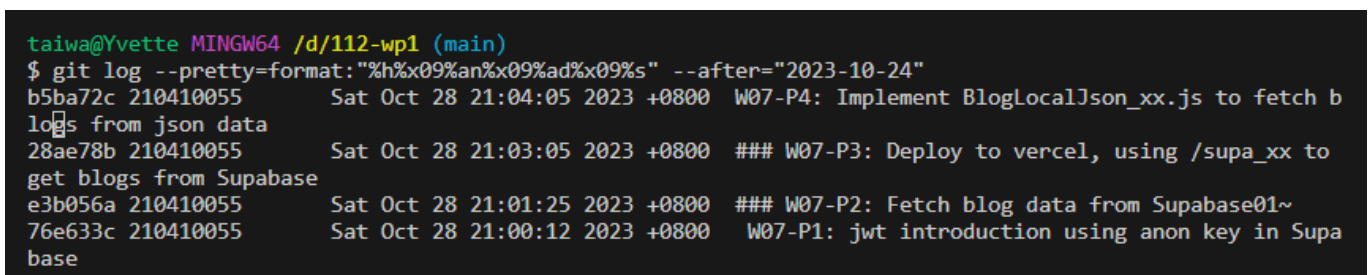 taiwa@Yvette MINGW64 /d/112-wp1 (main)
$ git log --pretty=format:"%h%x09%an%x09%ad%x09%s" --after="2023-10-24"
b5ba72c 210410055       Sat Oct 28 21:04:05 2023 +0800  W07-P4: Implement BlogLocalJson_xx.js to fetch b
logs from json data
28ae78b 210410055       Sat Oct 28 21:03:05 2023 +0800  ### W07-P3: Deploy to vercel, using /supa_xx to
get blogs from Supabase
e3b056a 210410055       Sat Oct 28 21:01:25 2023 +0800  ### W07-P2: Fetch blog data from Supabase01~
76e633c 210410055       Sat Oct 28 21:00:12 2023 +0800   W07-P1: jwt introduction using anon key in Supa
base